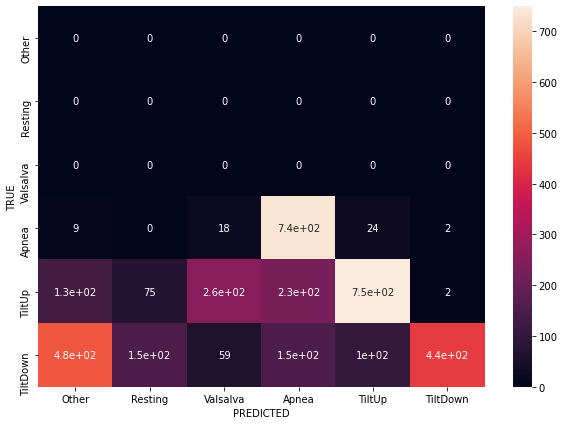 TRUE
Other 0 0 0 0 0 0
Resting 0 0 0 0 0 0
Valsalva 0 0 0 0 0 0
Apnea 9 0 18 7.4e+02 24 2
TiltUp 1.3e+02 75 2.6e+02 2.3e+02 7.5e+02 2
TiltDown 4.8e+02 1.5e+02 59 1.5e+02 1e+02 4.4e+02
Other Resting Valsalva Apnea TiltUp TiltDown
PREDICTED
700
600
500
400
300
200
100
0